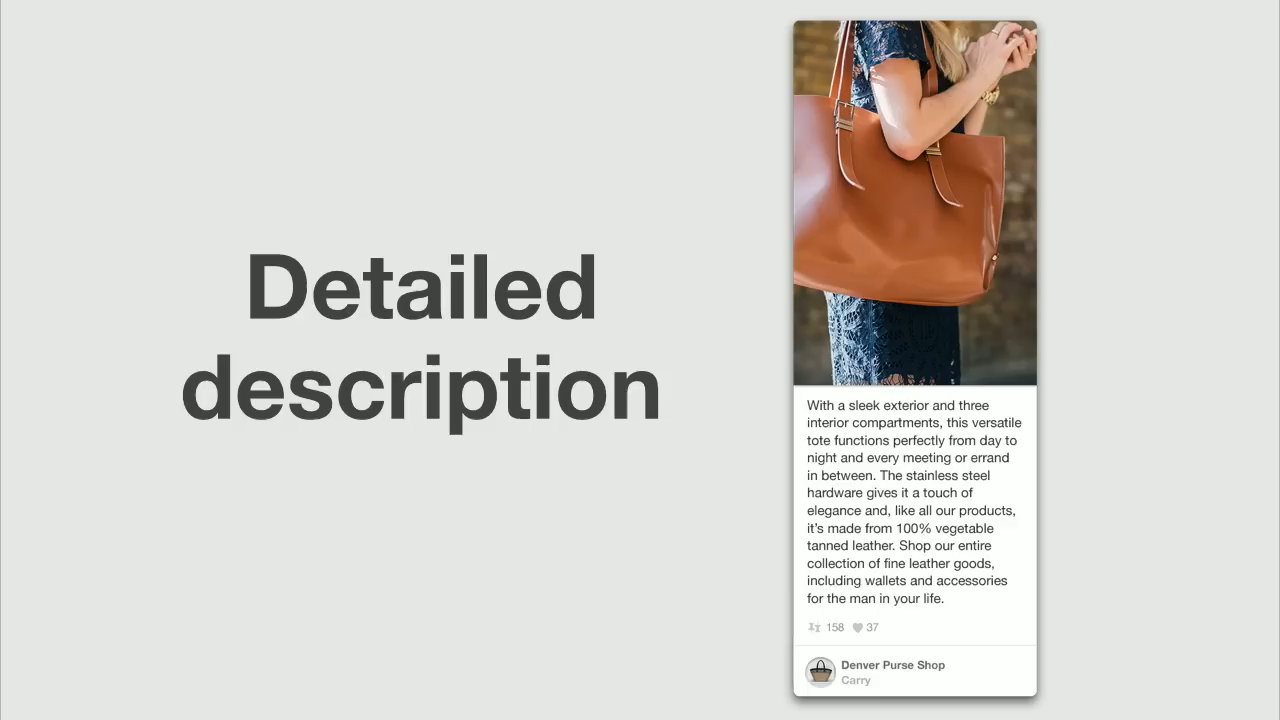 Detailed
description
With a sleek exterior and three
interior compartments, this versatile
tote functions perfectly from day to
night and every meeting or errand
in between. The stainless steel
hardware gives it a touch of
elegance and, like all our products,
it’s made from 100% vegetable
tanned leather. Shop our entire
collection of fine leather goods,
including wallets and accessories
for the man in your life.
158 37
Denver Purse Shop
Carry